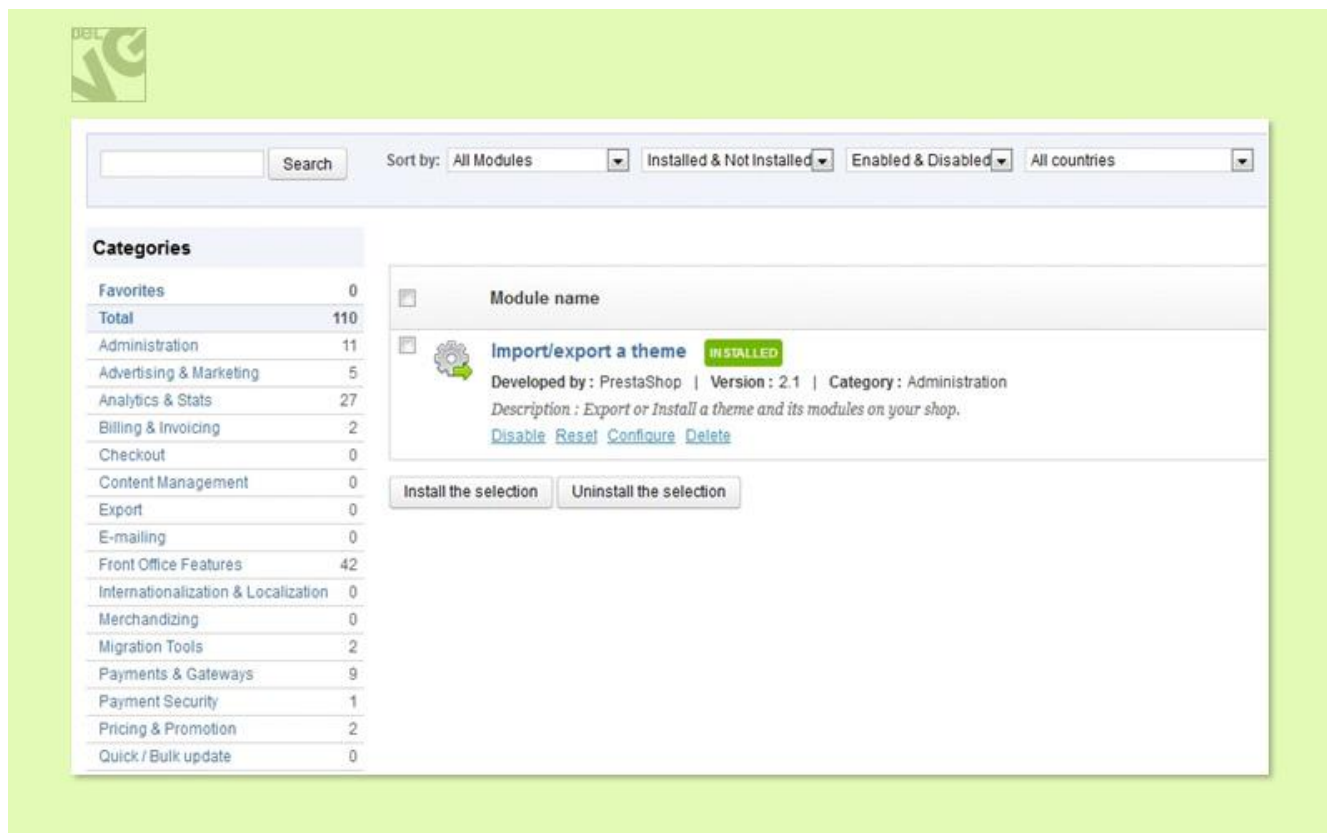 Del
VG
Search
Sort by: All Modules Installed & Not Installed Enabled & Disabled All countries
Categories
Favorites 0
Total 110
Administration 11
Advertising & Marketing 5
Analytics & Stats 27
Billing & Invoicing 2
Checkout 0
Content Management 0
Export 0
E-mailing 0
Front Office Features 42
Internationalization & Localization 0
Merchandizing 0
Migration Tools 2
Payments & Gateways 9
Payment Security 1
Pricing & Promotion 2
Quick / Bulk update 0
Module name
Import/export a theme INSTALLED
Developed by : PrestaShop | Version : 2.1 | Category : Administration
Description : Export or Install a theme and its modules on your shop.
Disable Reset Configure Delete
Install the selection Uninstall the selection